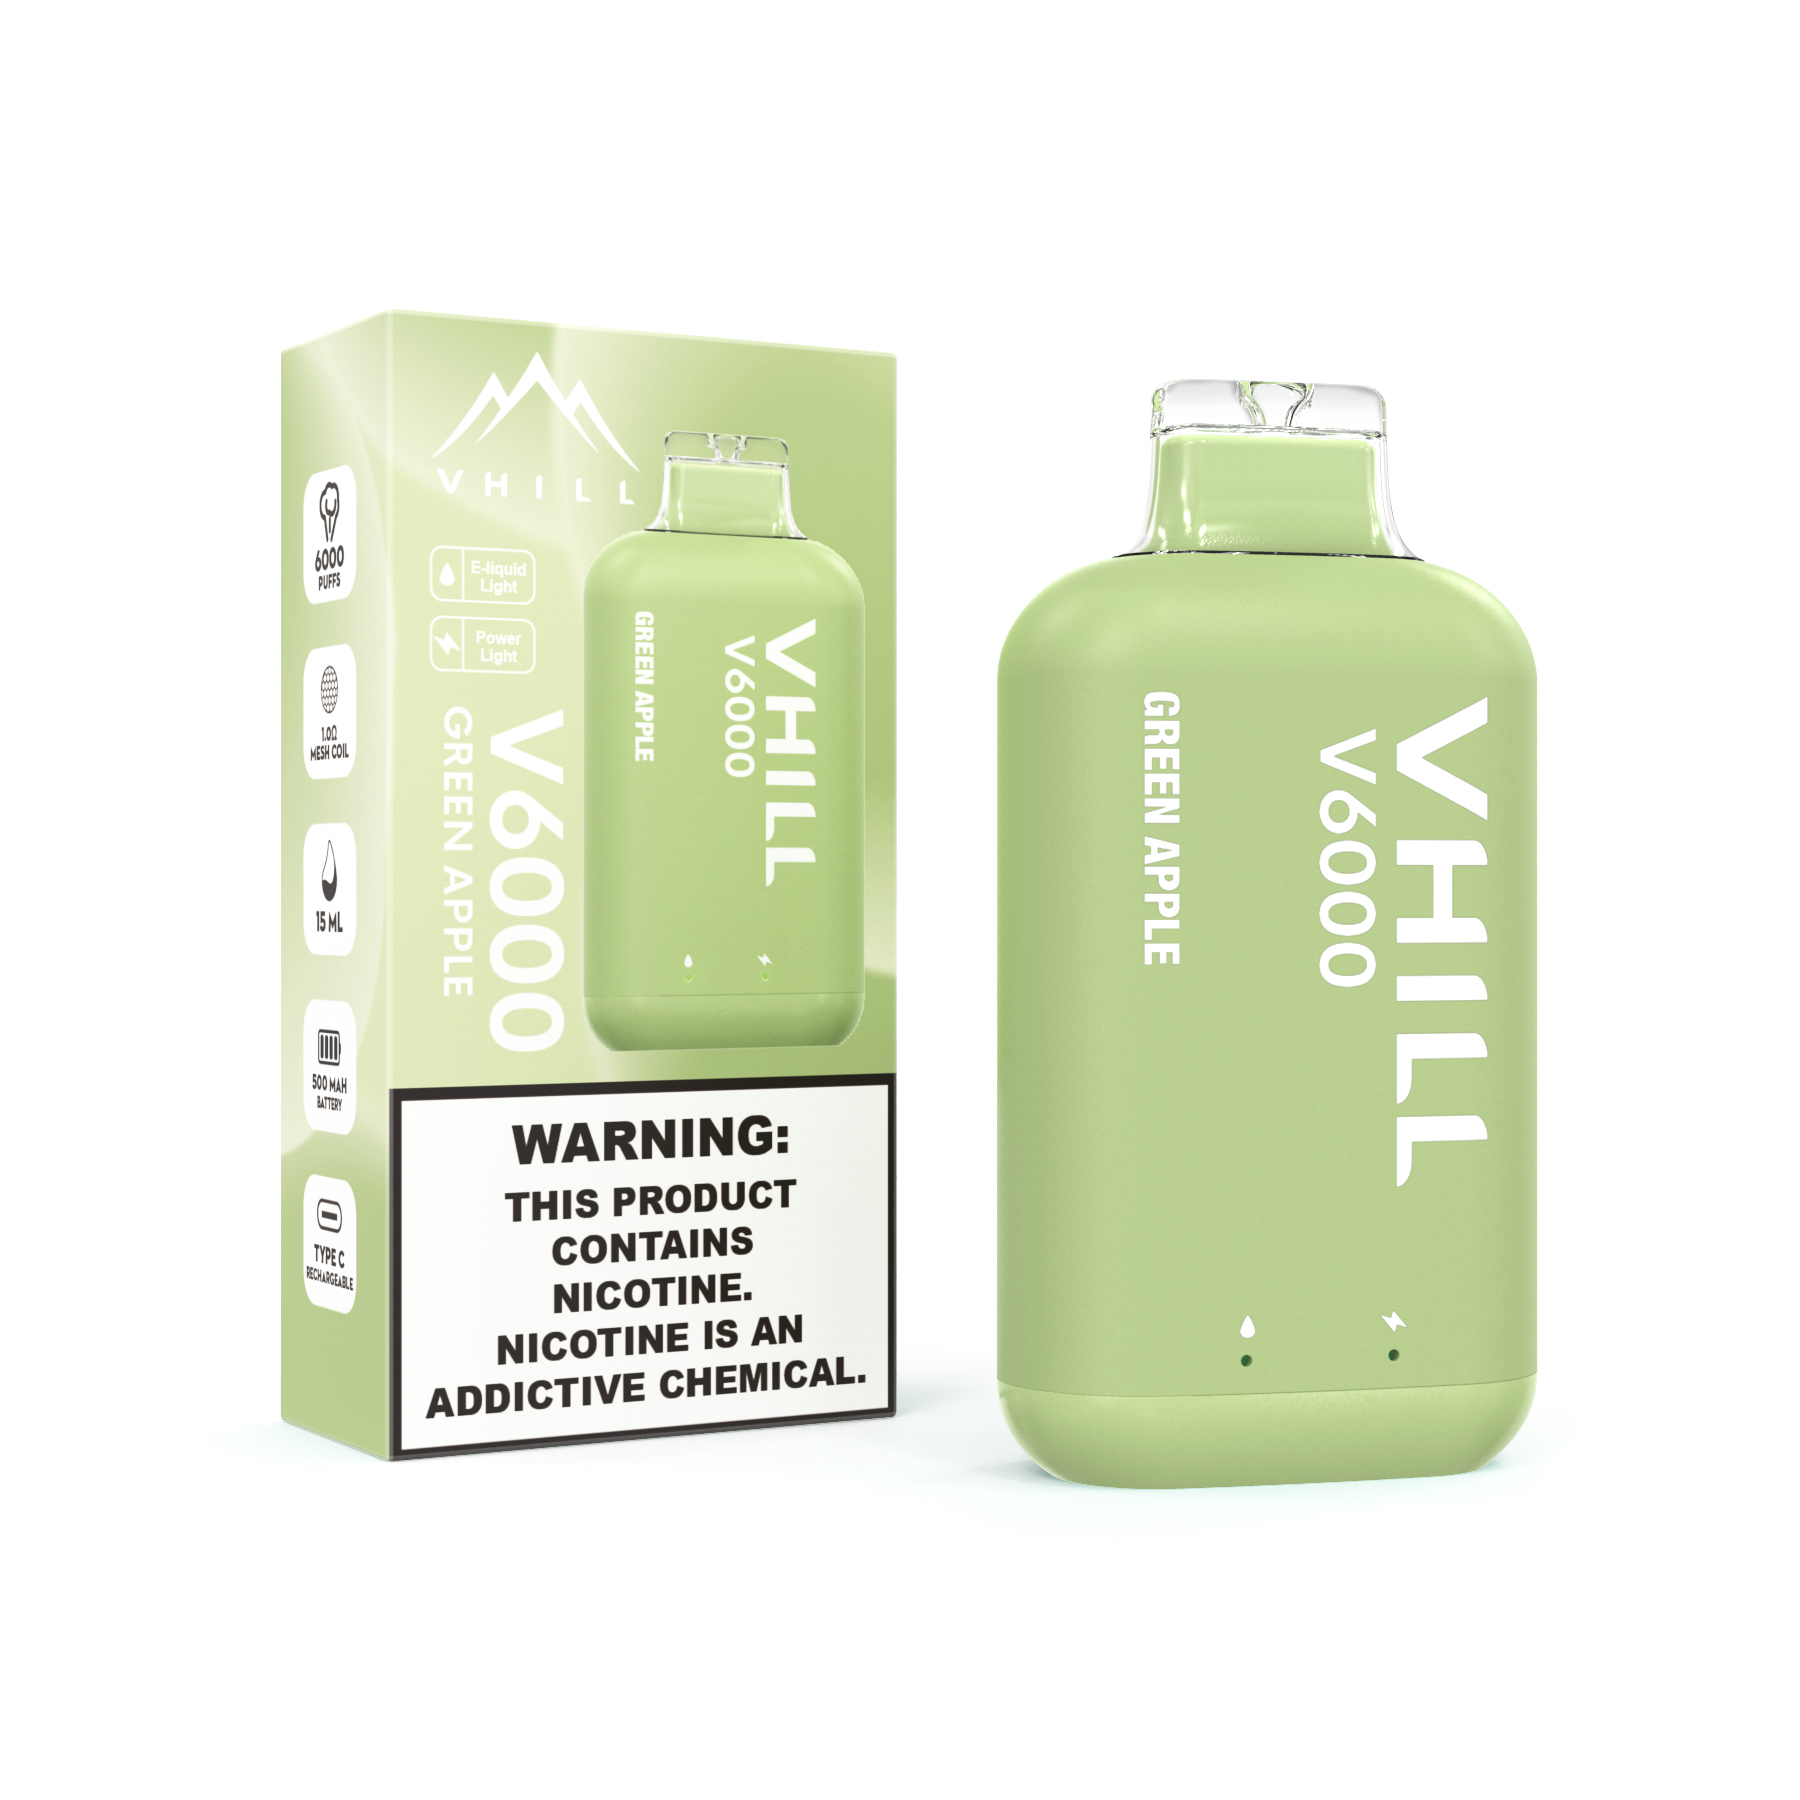 VHILL
E-liquid
Light
Power
Light
V6000
GREEN APPLE
6000
PUFFS
1.0Ω
MESH COIL
15 ML
500 MAH
BATTERY
TYPE C
RECHARGEABLE
VHILL
V6000
GREEN APPLE
WARNING:
THIS PRODUCT
CONTAINS
NICOTINE.
NICOTINE IS AN
ADDICTIVE CHEMICAL.
VHILL
V6000
GREEN APPLE